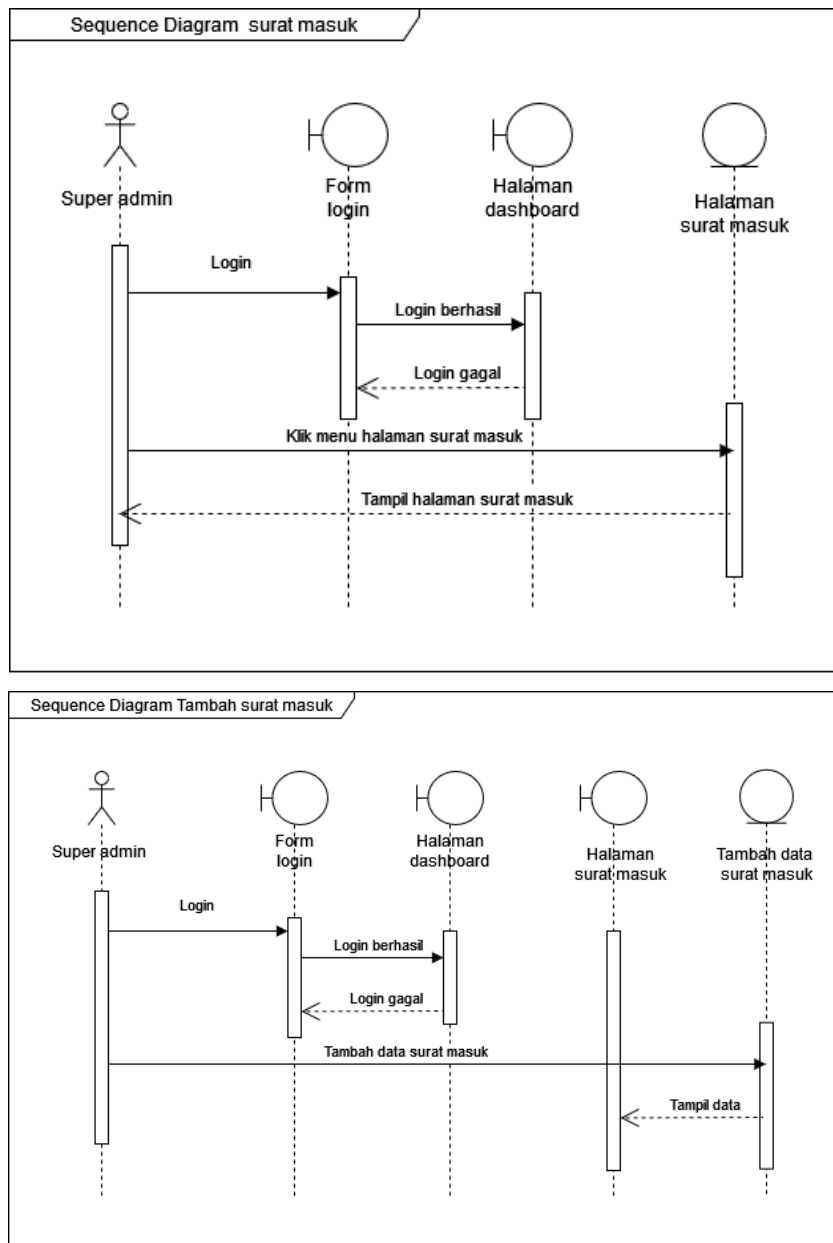 Sequence Diagram surat masuk
Super admin
Form
login
Halaman
dashboard
Halaman
surat masuk
Login
Login berhasil
Login gagal
Klik menu halaman surat masuk
Tampil halaman surat masuk
Sequence Diagram Tambah surat masuk
Super admin
Form
login
Halaman
dashboard
Halaman
surat masuk
Tambah data
surat masuk
Login
Login berhasil
Login gagal
Tambah data surat masuk
Tampil data